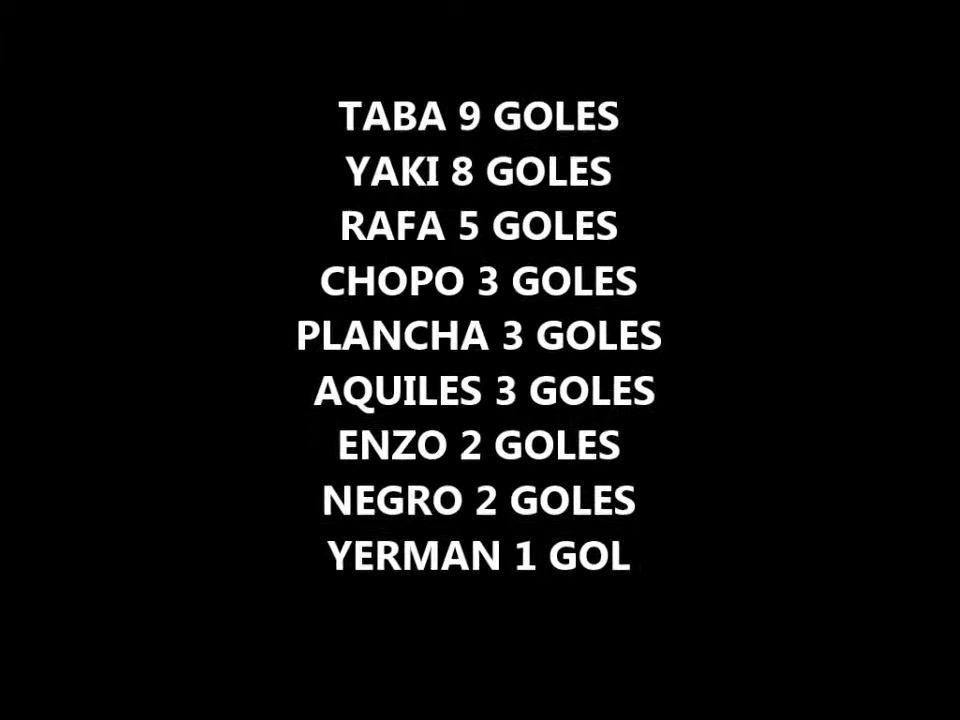 TABA 9 GOLES
YAKI 8 GOLES
RAFA 5 GOLES
CHOPO 3 GOLES
PLANCHA 3 GOLES
AQUILES 3 GOLES
ENZO 2 GOLES
NEGRO 2 GOLES
YERMAN 1 GOL